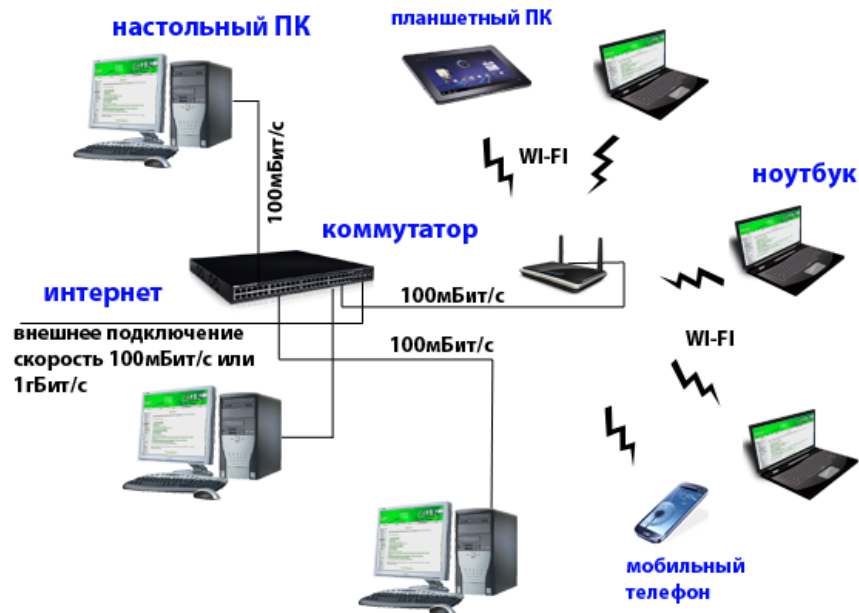 настольный ПК
планшетный ПК
WI-FI
ноутбук
100мБит/с
коммутатор
интернет
100мБит/с
внешнее подключение
скорость 100мБит/с или
1гБит/с
100мБит/с
WI-FI
мобильный
телефон